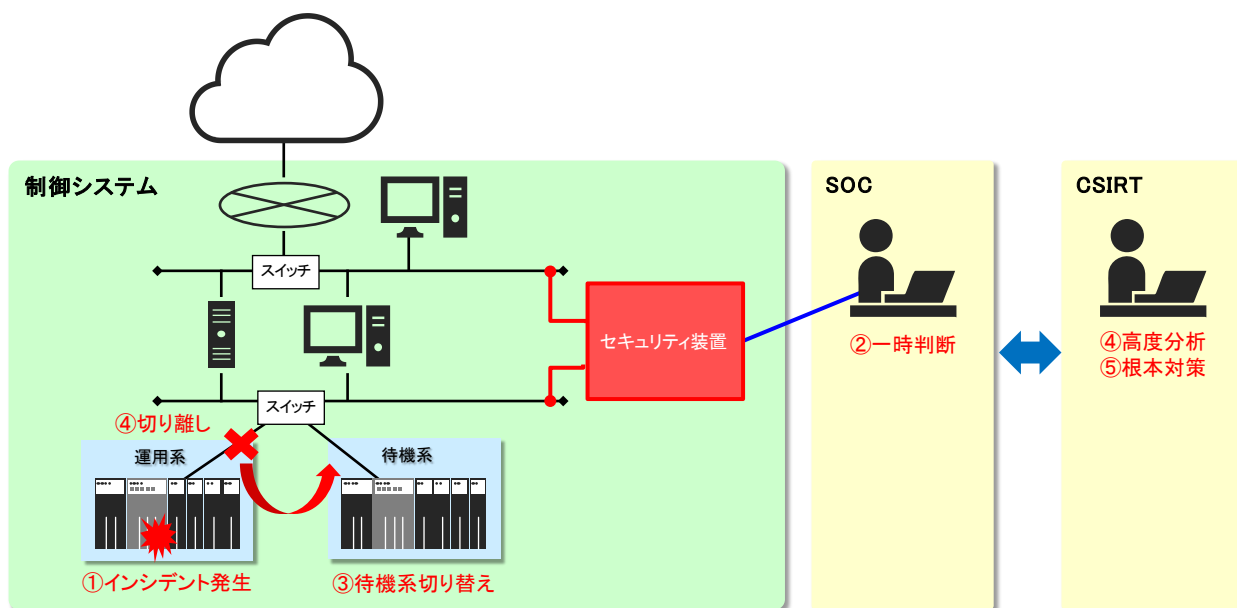 制御システム
SOC
CSIRT
スイッチ
セキュリティ装置
②一時判断
④高度分析
⑤根本対策
スイッチ
④切り離し
運用系
待機系
①インシデント発生
③待機系切り替え